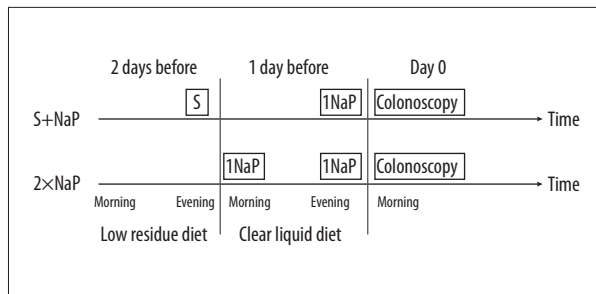 2 days before 1 day before Day 0
S+NaP S 1NaP Colonoscopy Time
2×NaP 1NaP 1NaP Colonoscopy Time
Morning Evening Morning Evening Morning
Low residue diet Clear liquid diet